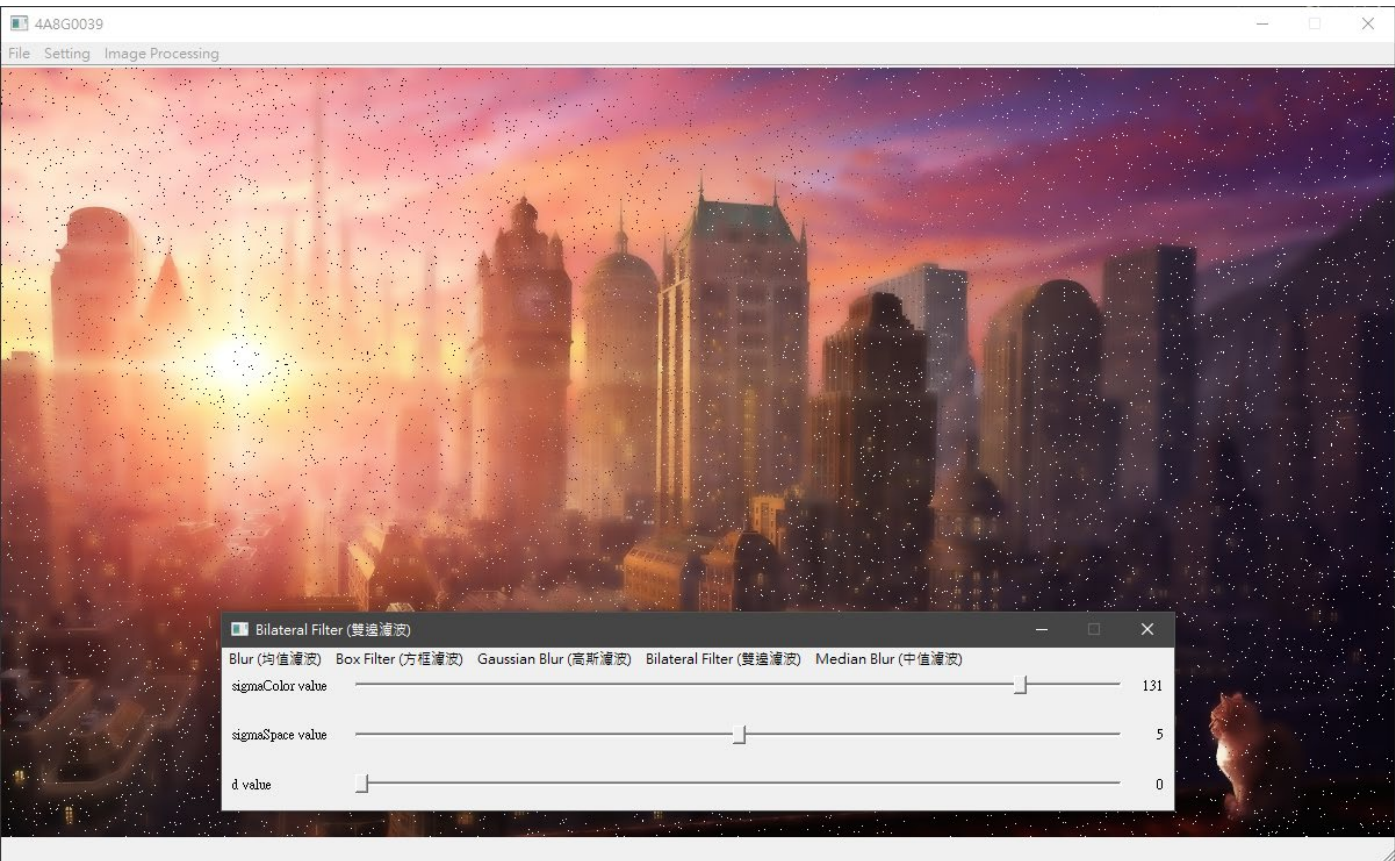 4A8G0039
File Setting Image Processing
Bilateral Filter (雙邊濾波)
Blur (均值濾波) Box Filter (方框濾波) Gaussian Blur (高斯濾波) Bilateral Filter (雙邊濾波) Median Blur (中值濾波)
sigmaColor value 131
sigmaSpace value 5
d value 0